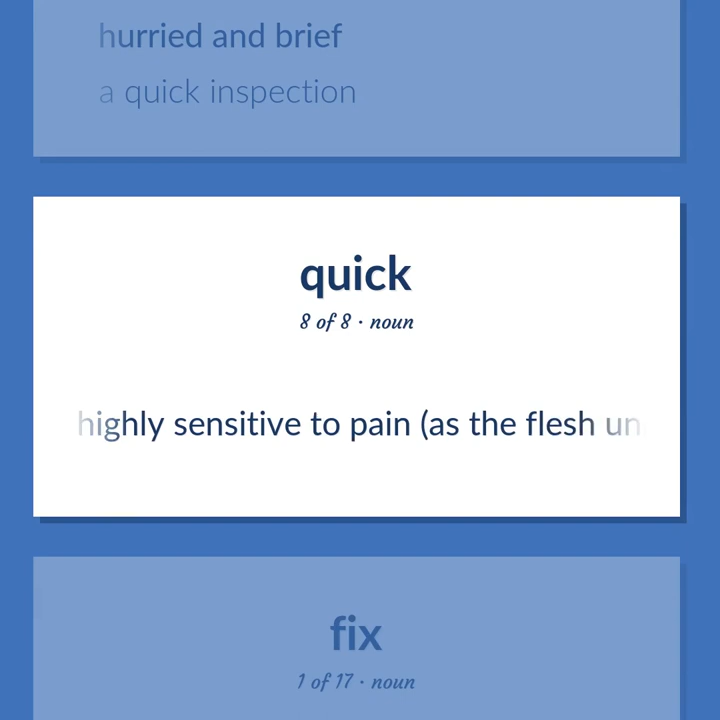 hurried and brief
a quick inspection
quick
8 of 8 · noun
highly sensitive to pain (as the flesh un
fix
1 of 17 · noun